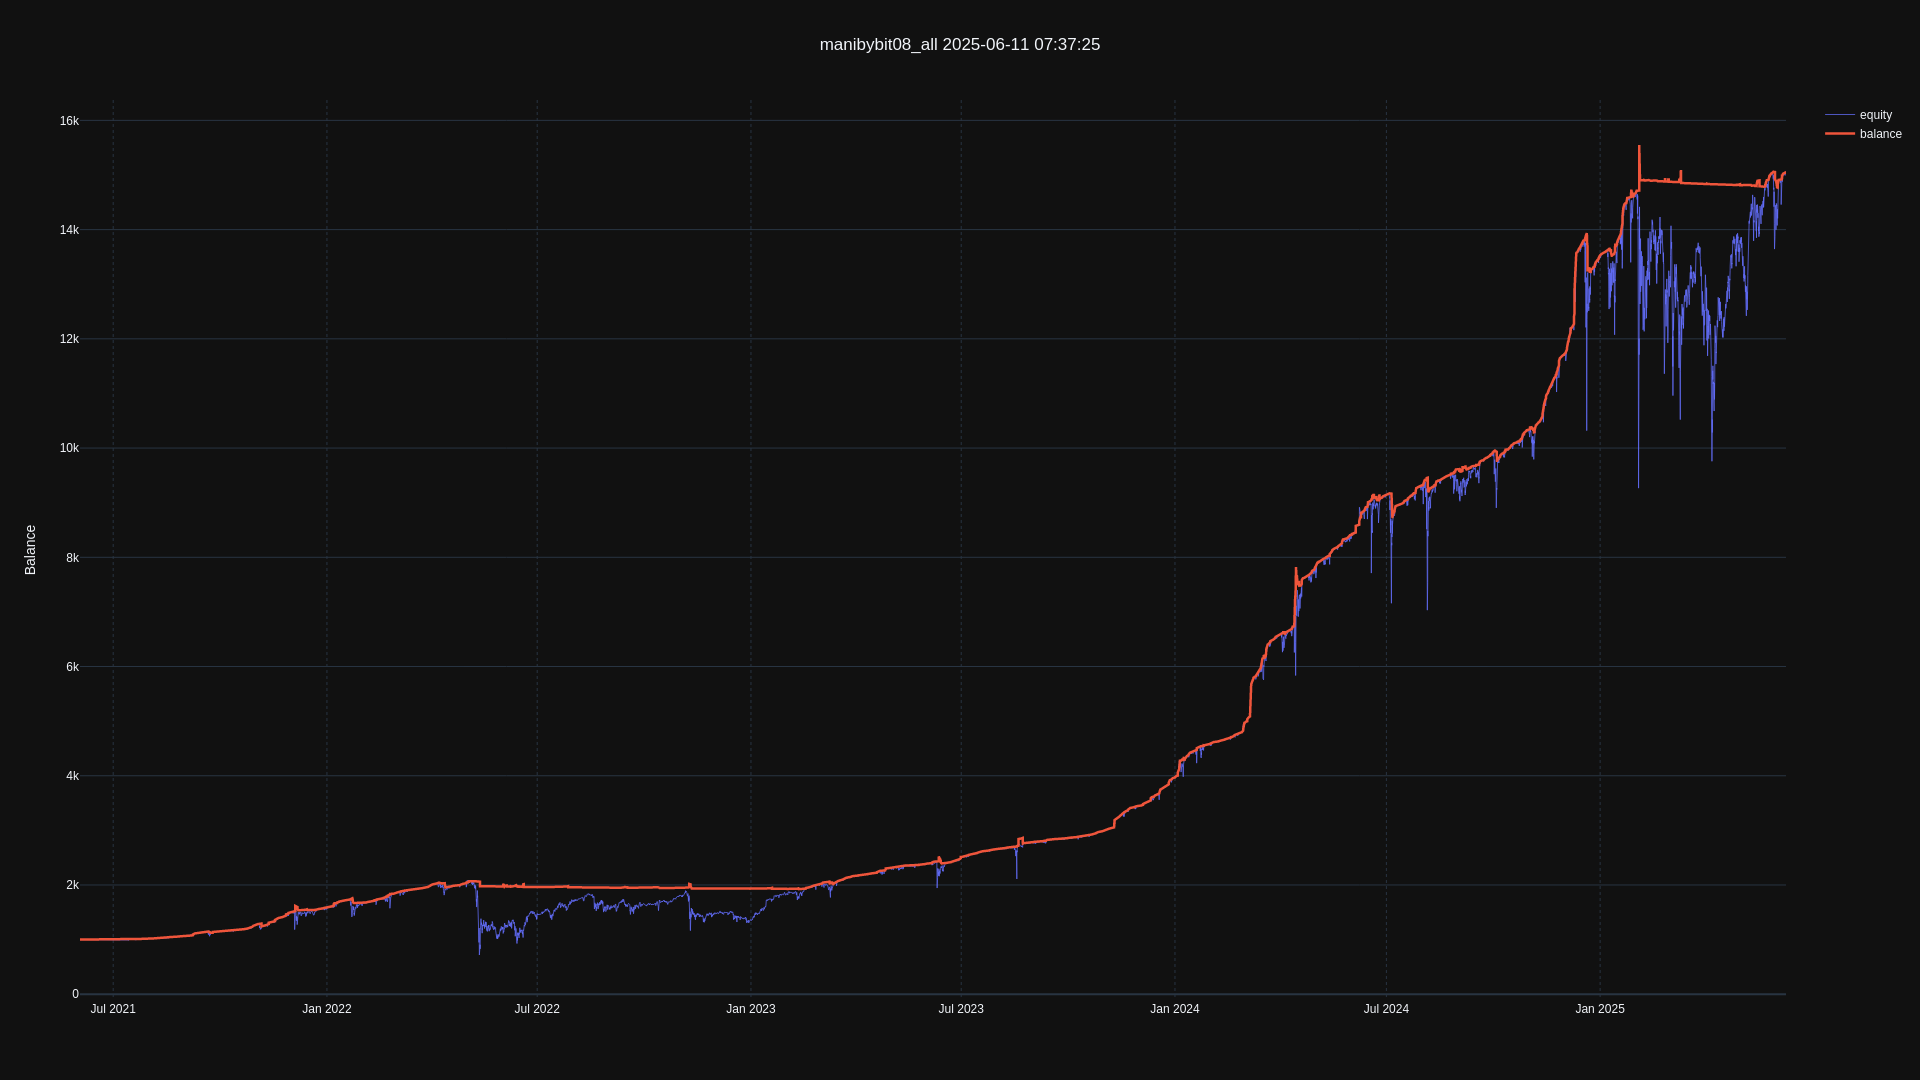 manibybit08_all 2025-06-11 07:37:25
equity
balance
Balance
16k
14k
12k
10k
8k
6k
4k
2k
0
Jul 2021
Jan 2022
Jul 2022
Jan 2023
Jul 2023
Jan 2024
Jul 2024
Jan 2025